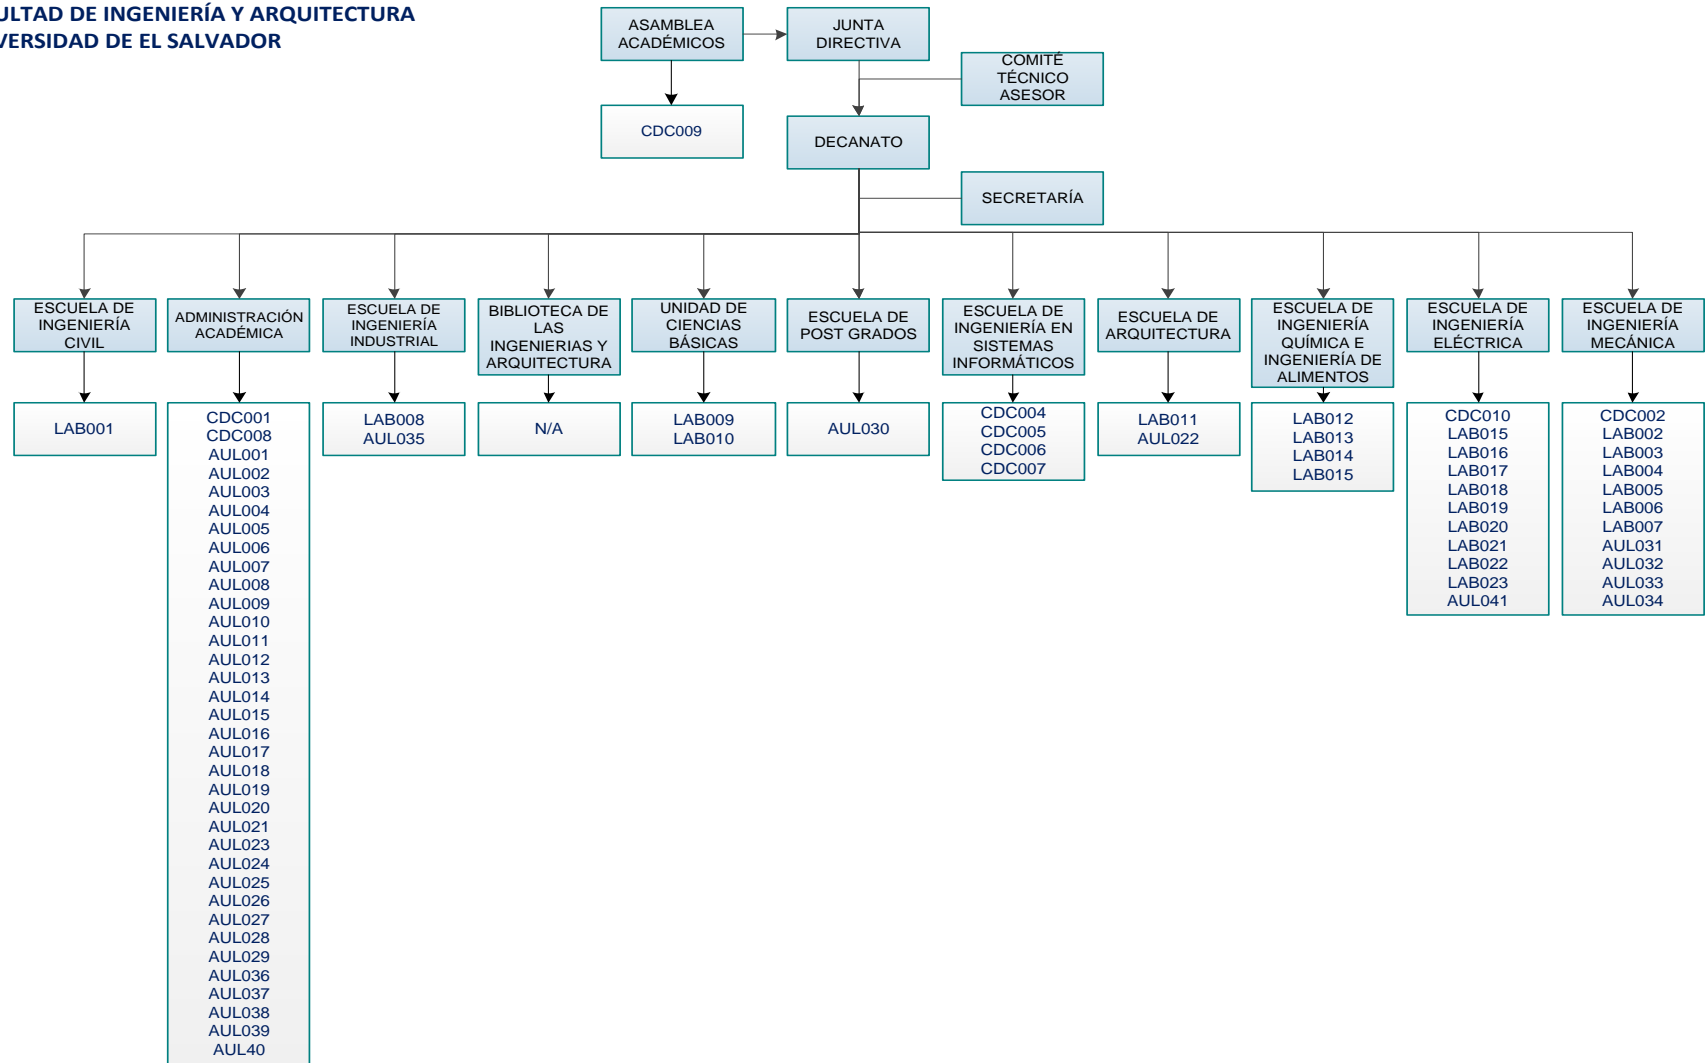 ULTAD DE INGENIERÍA Y ARQUITECTURA
VERSIDAD DE EL SALVADOR
ASAMBLEA
ACADÉMICOS
JUNTA
DIRECTIVA
COMITÉ
TÉCNICO
ASESOR
CDC009
DECANATO
SECRETARÍA
ESCUELA DE
INGENIERÍA
CIVIL
ADMINISTRACIÓN
ACADÉMICA
ESCUELA DE
INGENIERÍA
INDUSTRIAL
BIBLIOTECA DE
LAS
INGENIERIAS Y
ARQUITECTURA
UNIDAD DE
CIENCIAS
BÁSICAS
ESCUELA DE
POST GRADOS
ESCUELA DE
INGENIERÍA EN
SISTEMAS
INFORMÁTICOS
ESCUELA DE
ARQUITECTURA
ESCUELA DE
INGENIERÍA
QUÍMICA E
INGENIERÍA DE
ALIMENTOS
ESCUELA DE
INGENIERÍA
ELÉCTRICA
ESCUELA DE
INGENIERÍA
MECÁNICA
LAB001
CDC001
CDC008
AUL001
AUL002
AUL003
AUL004
AUL005
AUL006
AUL007
AUL008
AUL009
AUL010
AUL011
AUL012
AUL013
AUL014
AUL015
AUL016
AUL017
AUL018
AUL019
AUL020
AUL021
AUL023
AUL024
AUL025
AUL026
AUL027
AUL028
AUL029
AUL036
AUL037
AUL038
AUL039
AUL40
LAB008
AUL035
N/A
LAB009
LAB010
AUL030
CDC004
CDC005
CDC006
CDC007
LAB011
AUL022
LAB012
LAB013
LAB014
LAB015
CDC010
LAB015
LAB016
LAB017
LAB018
LAB019
LAB020
LAB021
LAB022
LAB023
AUL041
CDC002
LAB002
LAB003
LAB004
LAB005
LAB006
LAB007
AUL031
AUL032
AUL033
AUL034